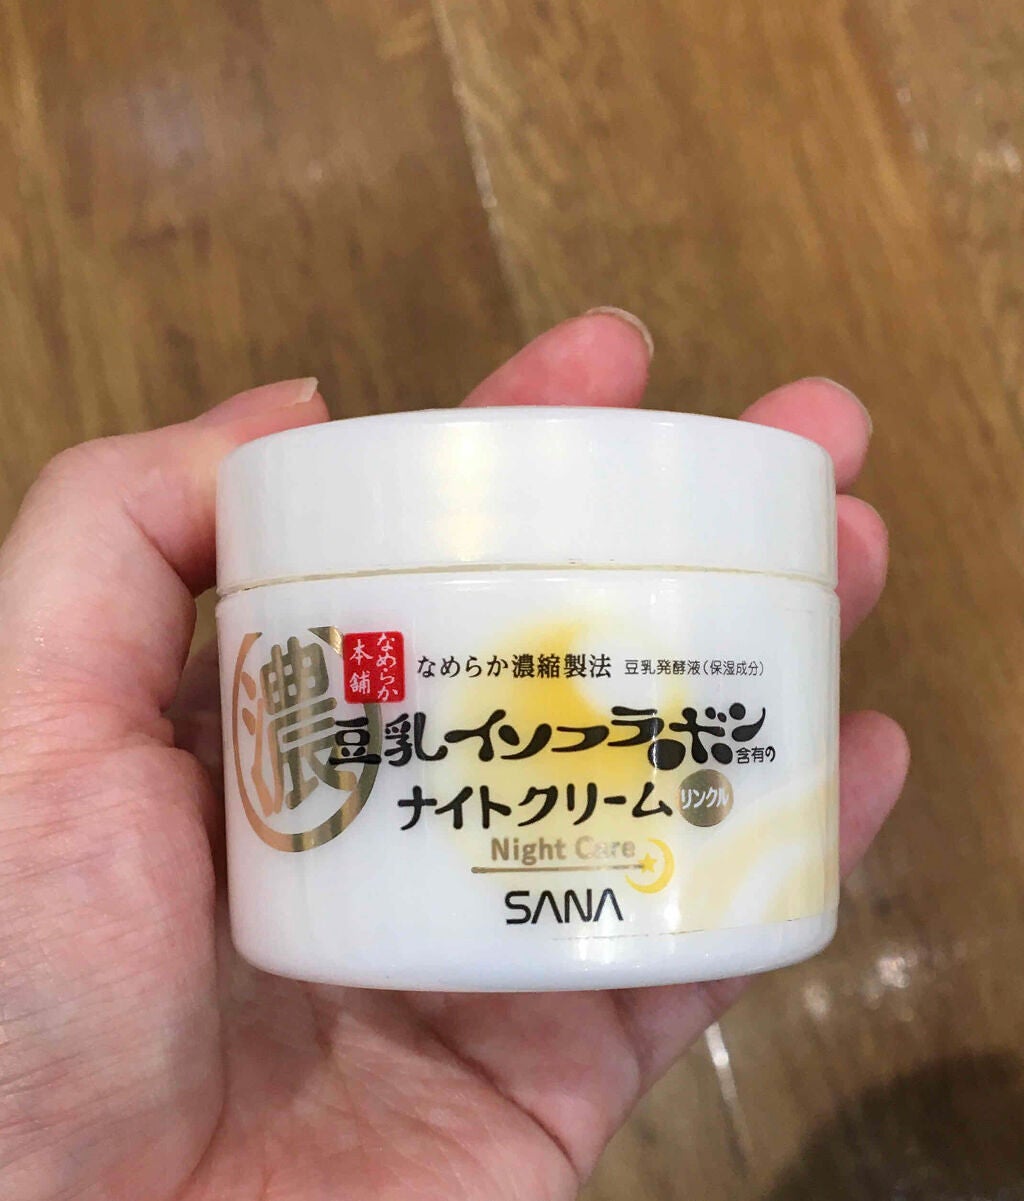 濃
なめらか
本舗
なめらか濃縮製法 豆乳発酵液(保湿成分)
豆乳イソフラボン含有の
ナイトクリーム リンクル
Night Care
SANA